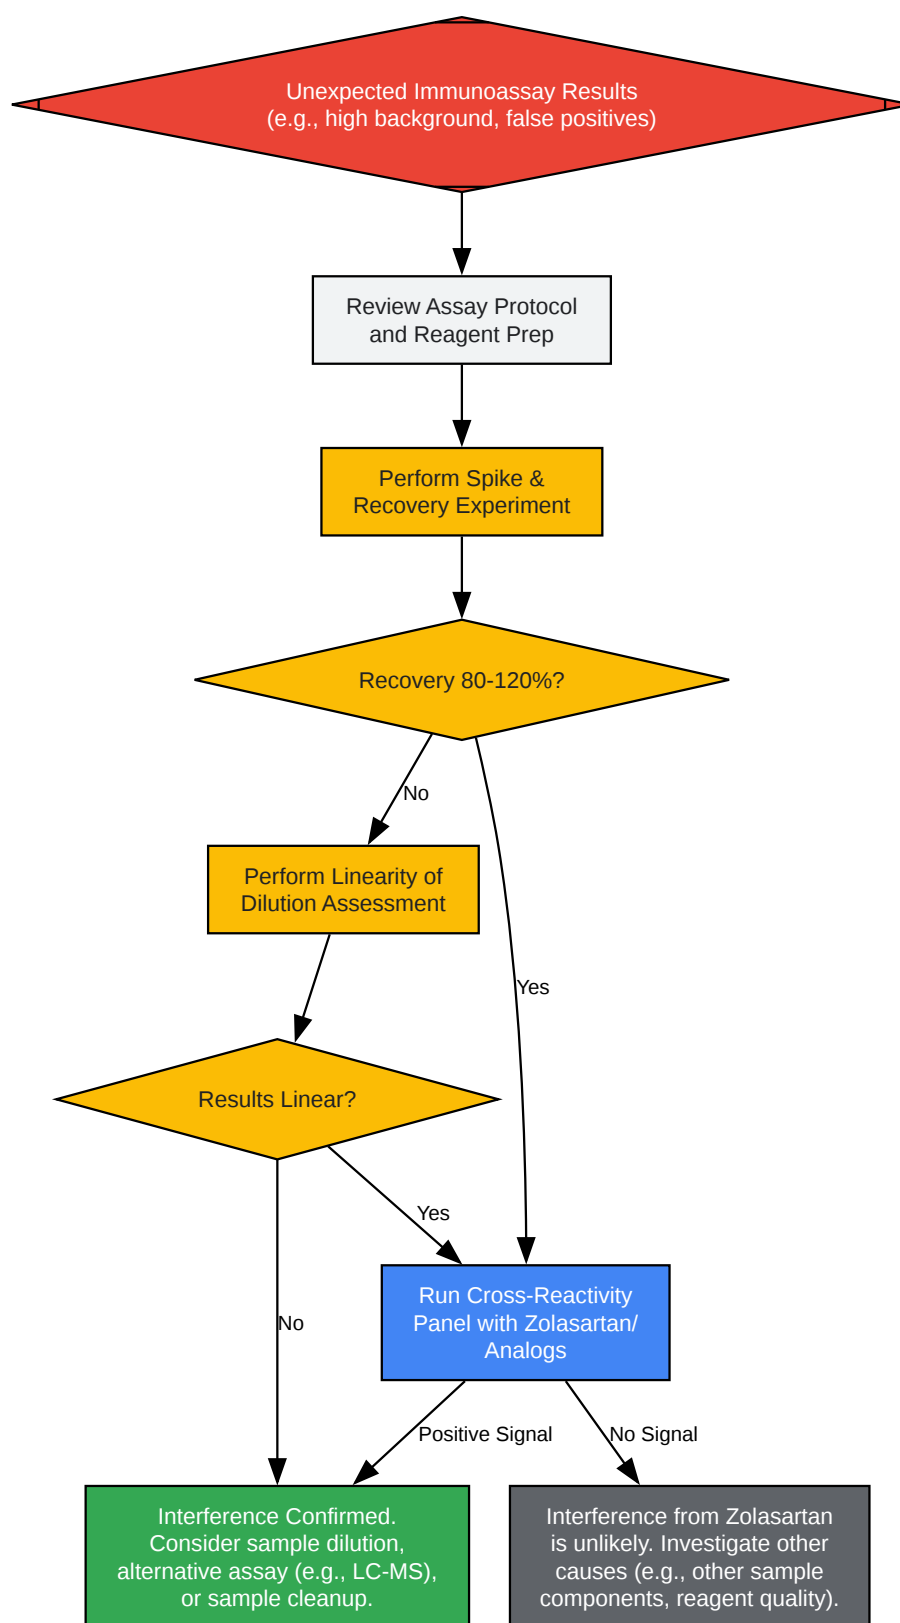 Unexpected Immunoassay Results
(e.g., high background, false positives)
Review Assay Protocol
and Reagent Prep
Perform Spike &
Recovery Experiment
Recovery 80-120%?
No
Perform Linearity of
Dilution Assessment
Yes
Results Linear?
Yes
Run Cross-Reactivity
Panel with Zolasartan/
Analogs
No
Positive Signal
No Signal
Interference Confirmed.
Consider sample dilution,
alternative assay (e.g., LC-MS),
or sample cleanup.
Interference from Zolasartan
is unlikely. Investigate other
causes (e.g., other sample
components, reagent quality).